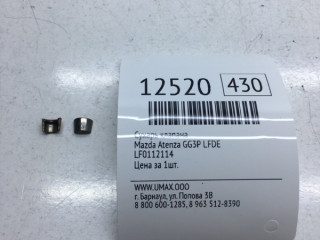 12520 430
Сухарь клапана
Mazda Atenza GG3P LFDE
LF0112114
Цена за 1шт.
WWW.UMAX.OOO
г. Барнаул, ул. Попова 3В
8 800 600-1285, 8 963 512-8390